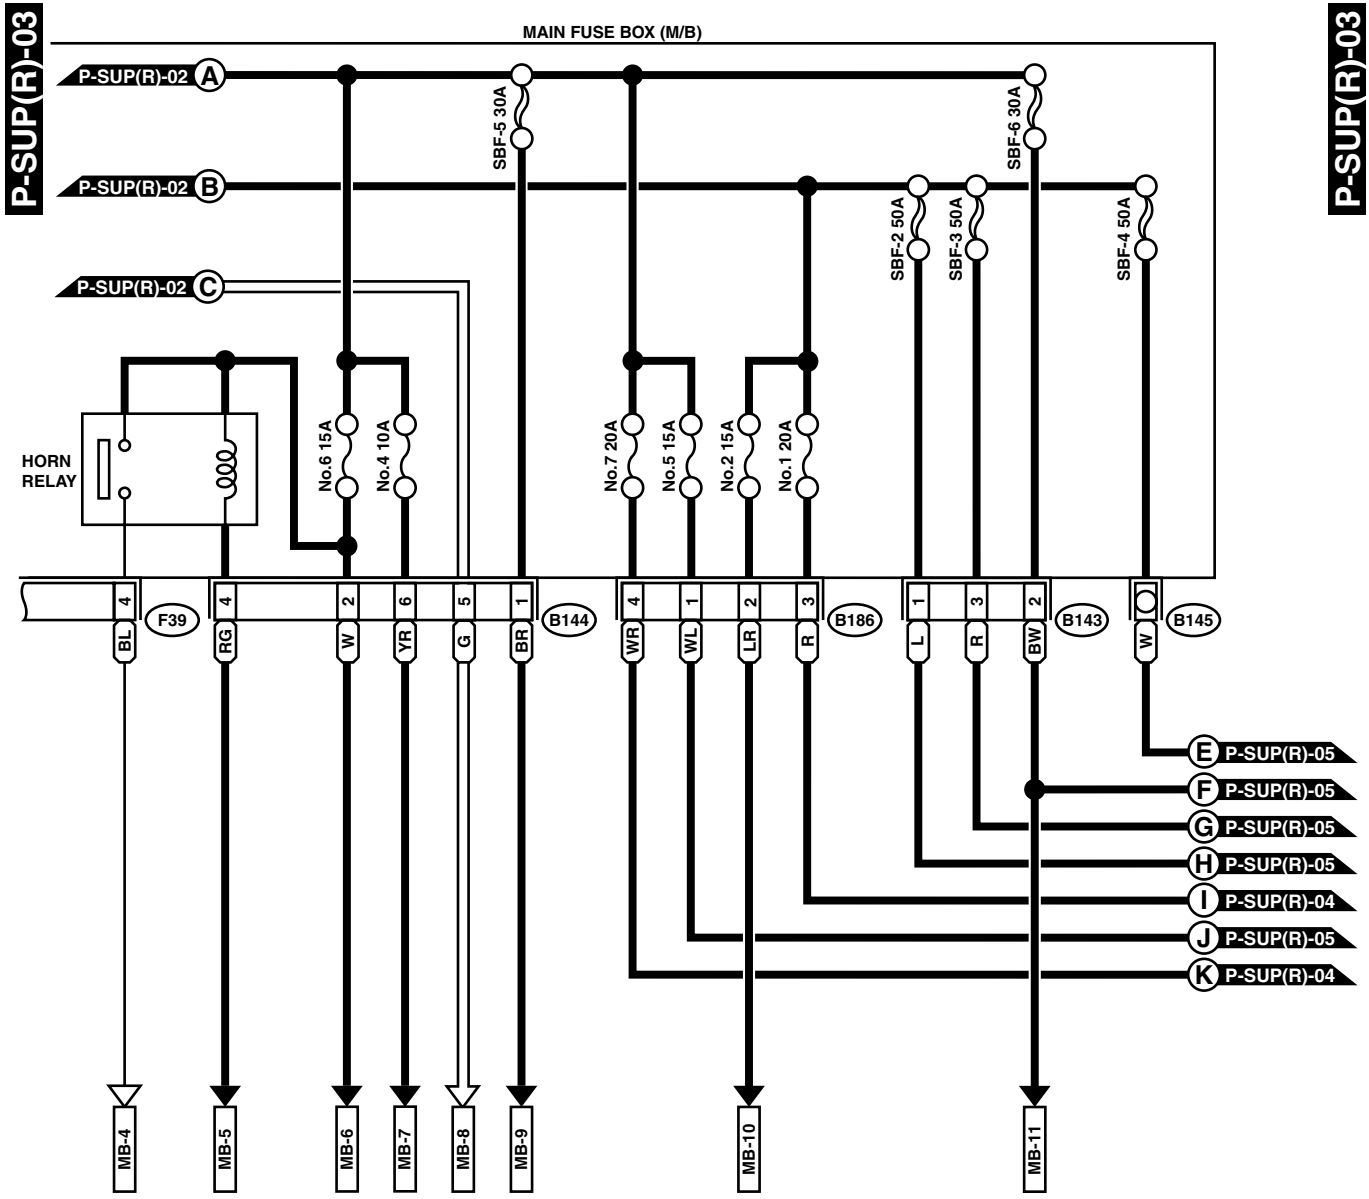 P-SUP(R)-03
P-SUP(R)-03
MAIN FUSE BOX (M/B)
P-SUP(R)-02 A
SBF-5 30A
SBF-6 30A
P-SUP(R)-02 B
SBF-2 50A
SBF-3 50A
SBF-4 50A
P-SUP(R)-02 C
HORN
RELAY
No.6 15A
No.4 10A
No.7 20A
No.5 15A
No.2 15A
No.1 20A
4 F39 4 2 6 5 1 B144 4 1 2 3 B186 1 3 2 B143 B145
BL RG W YR G BR WR WL LR R L R BW W
E P-SUP(R)-05
F P-SUP(R)-05
G P-SUP(R)-05
H P-SUP(R)-05
I P-SUP(R)-04
J P-SUP(R)-05
K P-SUP(R)-04
MB-4
MB-5
MB-6
MB-7
MB-8
MB-9
MB-10
MB-11